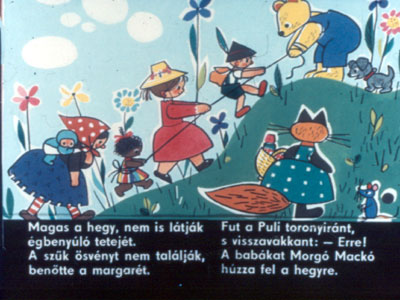 Magas a hegy, nem is látják
égbenyúló tetejét.
A szűk ösvényt nem találják,
benőtte a margarét.
Fut a Puli toronyiránt,
s visszavakkant: — Erre!
A babákat Morgó Mackó
húzza fel a hegyre.